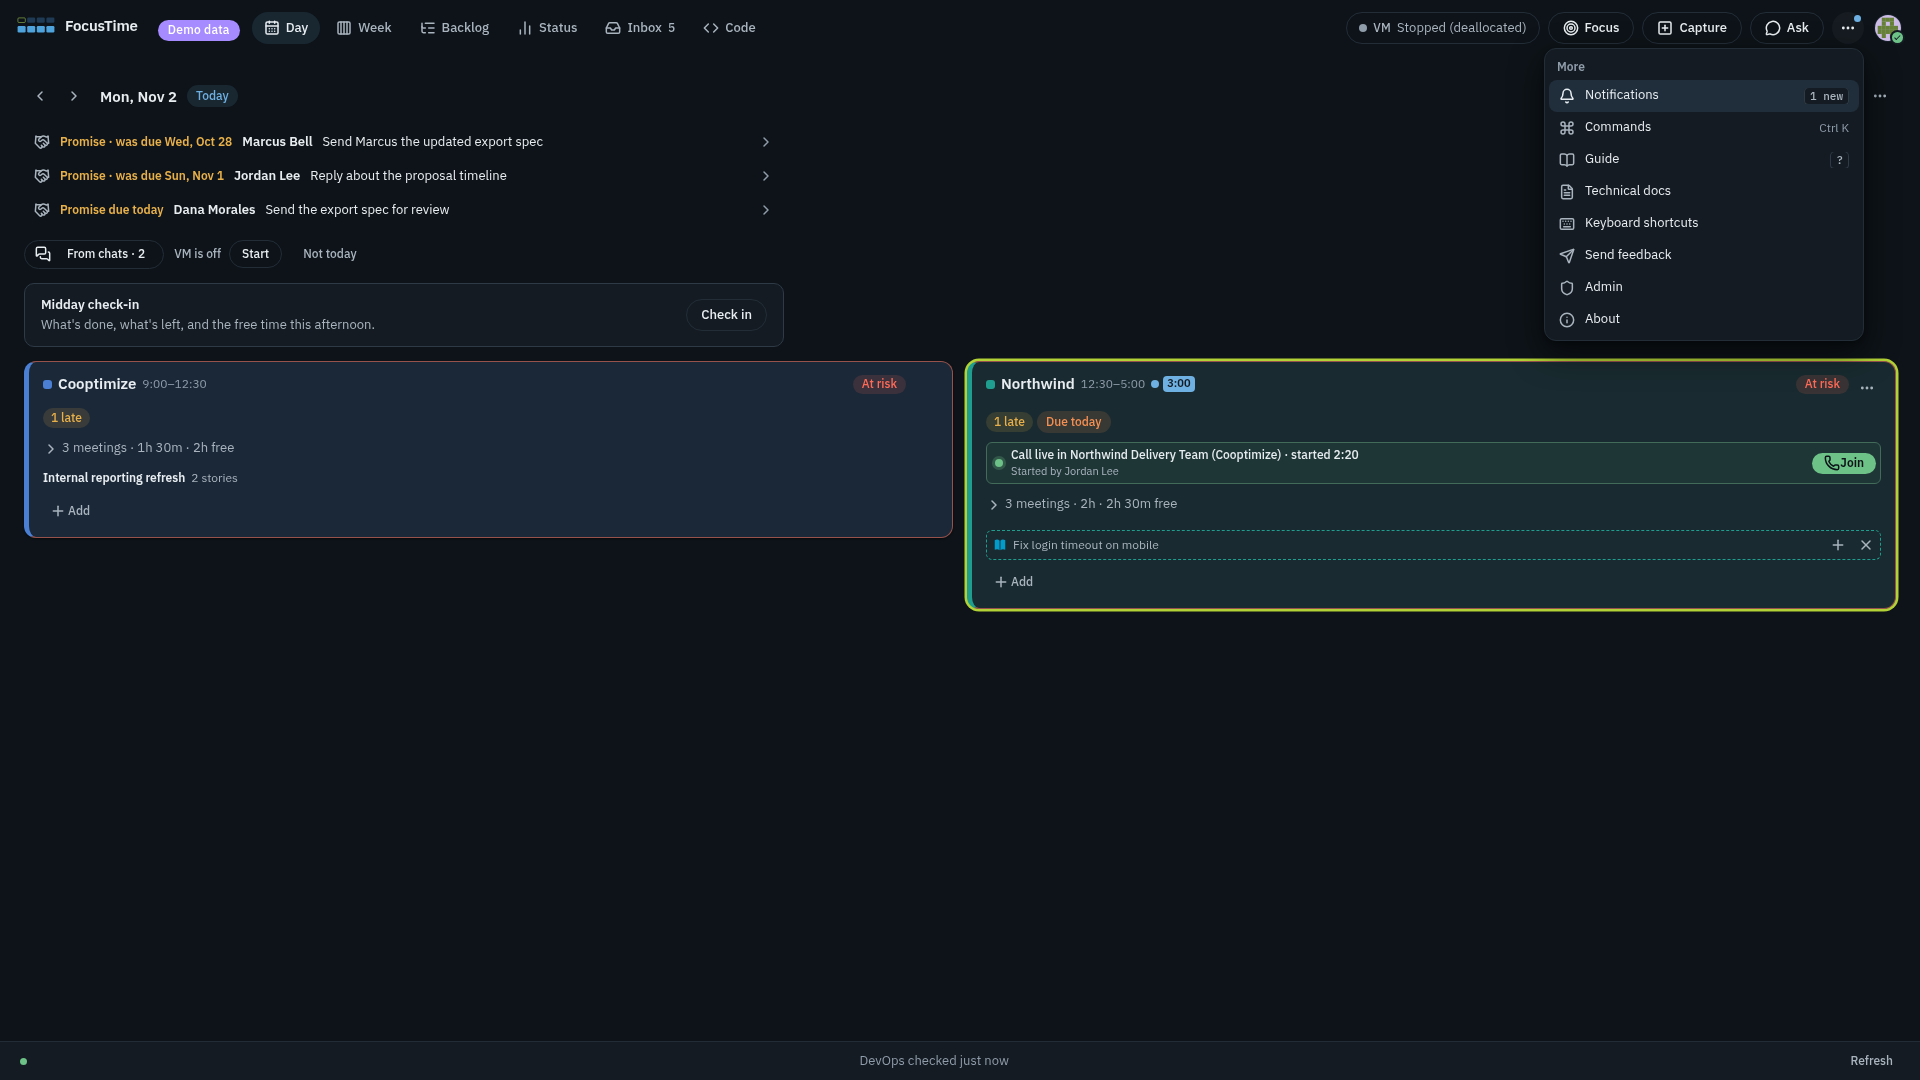 FocusTime
Demo data
Day
Week
Backlog
Status
Inbox 5
Code
VM Stopped (deallocated)
Focus
Capture
Ask
More
Notifications 1 new
Commands Ctrl K
Guide ?
Technical docs
Keyboard shortcuts
Send feedback
Admin
About
Mon, Nov 2 Today
Promise · was due Wed, Oct 28 Marcus Bell Send Marcus the updated export spec
Promise · was due Sun, Nov 1 Jordan Lee Reply about the proposal timeline
Promise due today Dana Morales Send the export spec for review
From chats · 2 VM is off Start Not today
Midday check-in
What's done, what's left, and the free time this afternoon.
Check in
Cooptimize 9:00–12:30 At risk
1 late
3 meetings · 1h 30m · 2h free
Internal reporting refresh 2 stories
Add
Northwind 12:30–5:00 3:00 At risk
1 late Due today
Call live in Northwind Delivery Team (Cooptimize) · started 2:20
Started by Jordan Lee
Join
3 meetings · 2h · 2h 30m free
Fix login timeout on mobile
Add
DevOps checked just now
Refresh